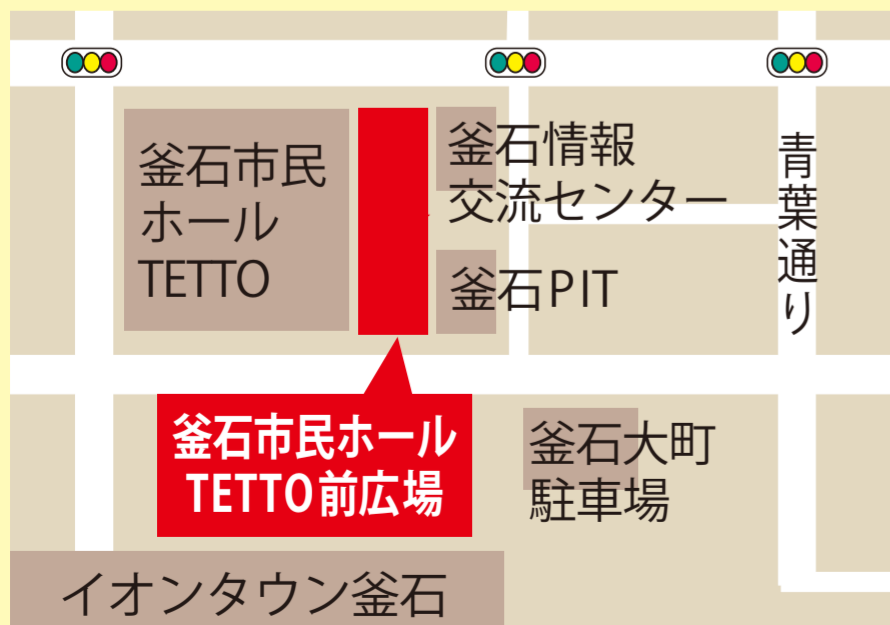 釜石市民
ホール
TETTO
釜石情報
交流センター
釜石PIT
青葉通り
釜石市民ホール
TETTO前広場
釜石大町
駐車場
イオンタウン釜石